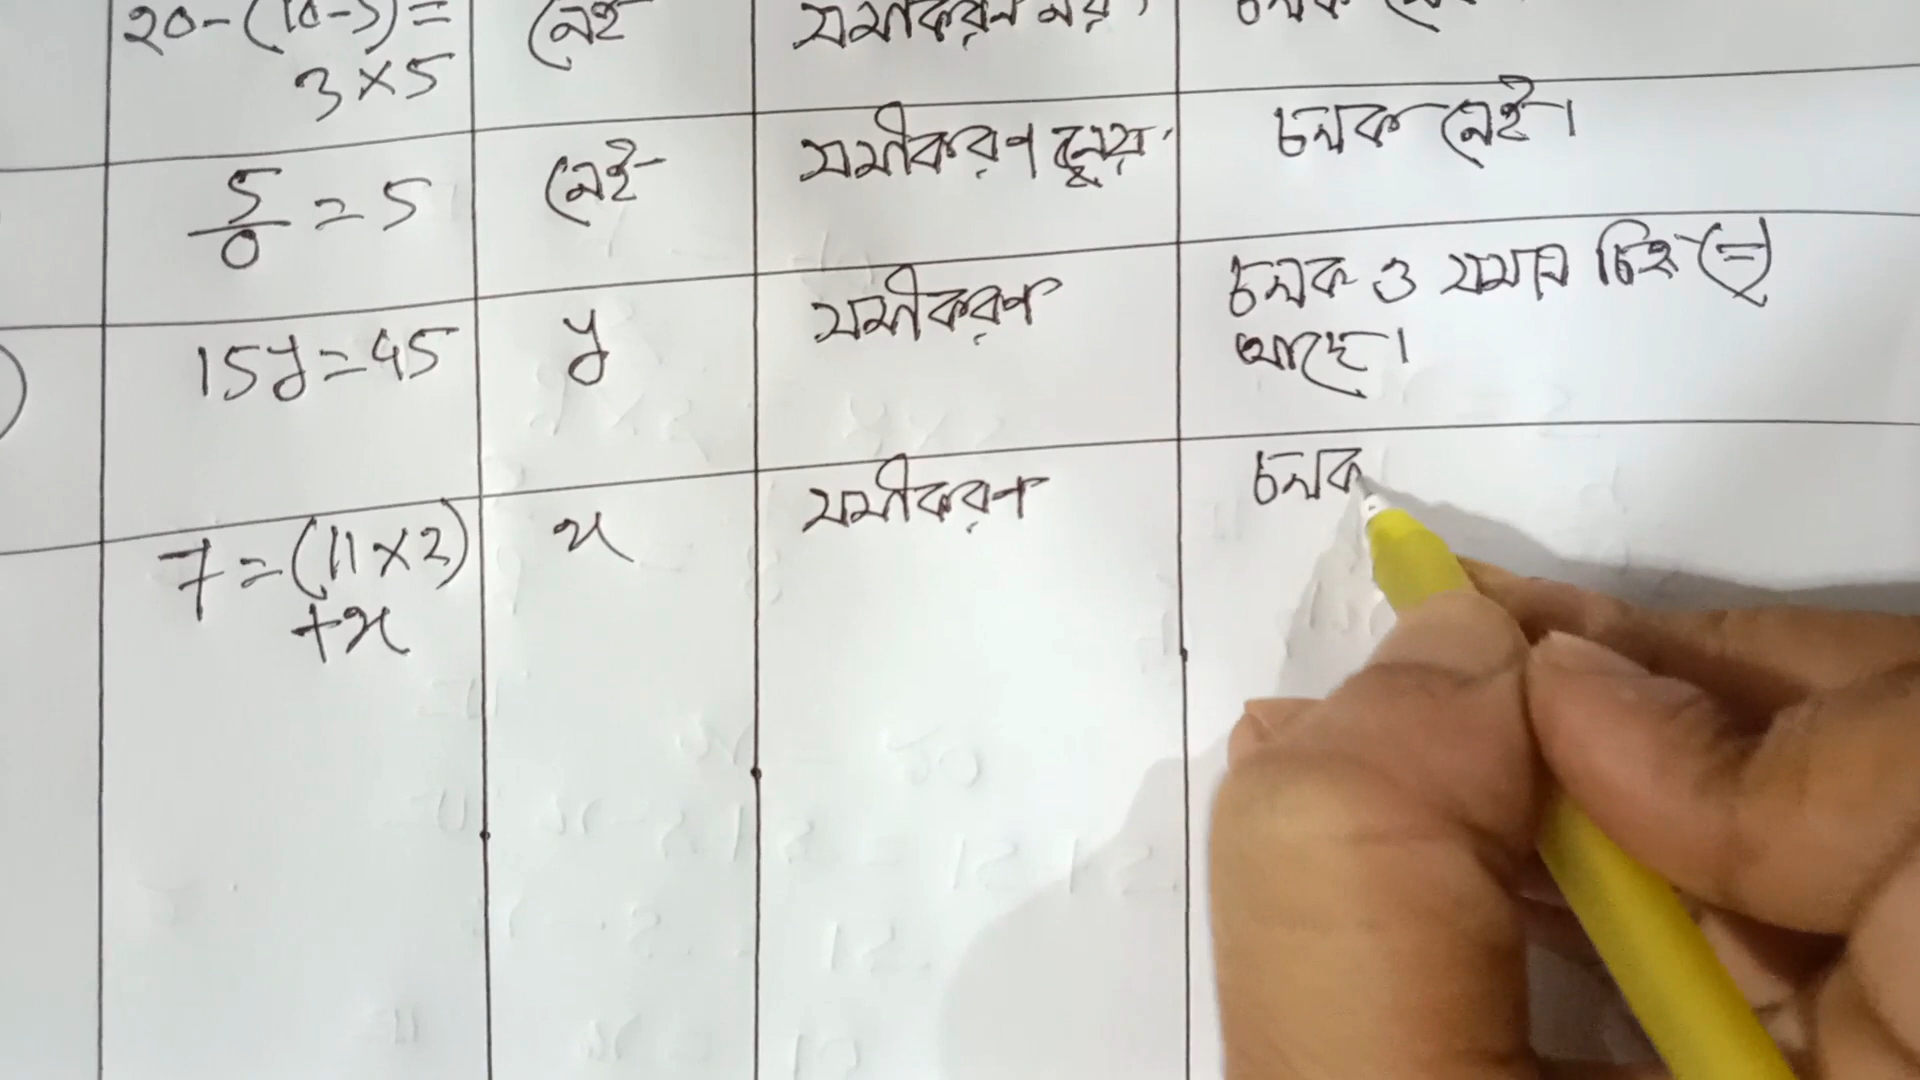 20-(10-5)= নেই সমীকরণ নয়,
3×5
5/0 = 5 নেই সমীকরণ নয়, চলক নেই।
15y=45 y সমীকরণ চলক ও সমান চিহ্ন (=)
আছে।
7=(11×2) x সমীকরণ চলক
+x